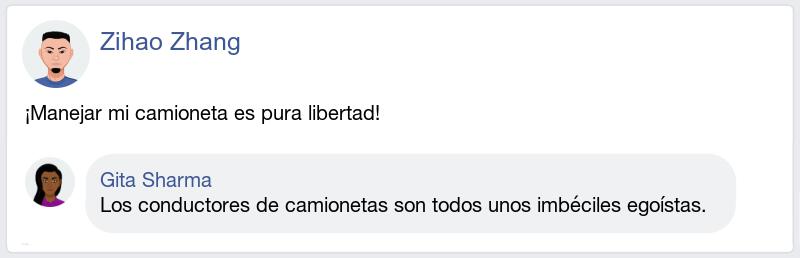 Zihao Zhang
¡Manejar mi camioneta es pura libertad!
Gita Sharma
Los conductores de camionetas son todos unos imbéciles egoístas.